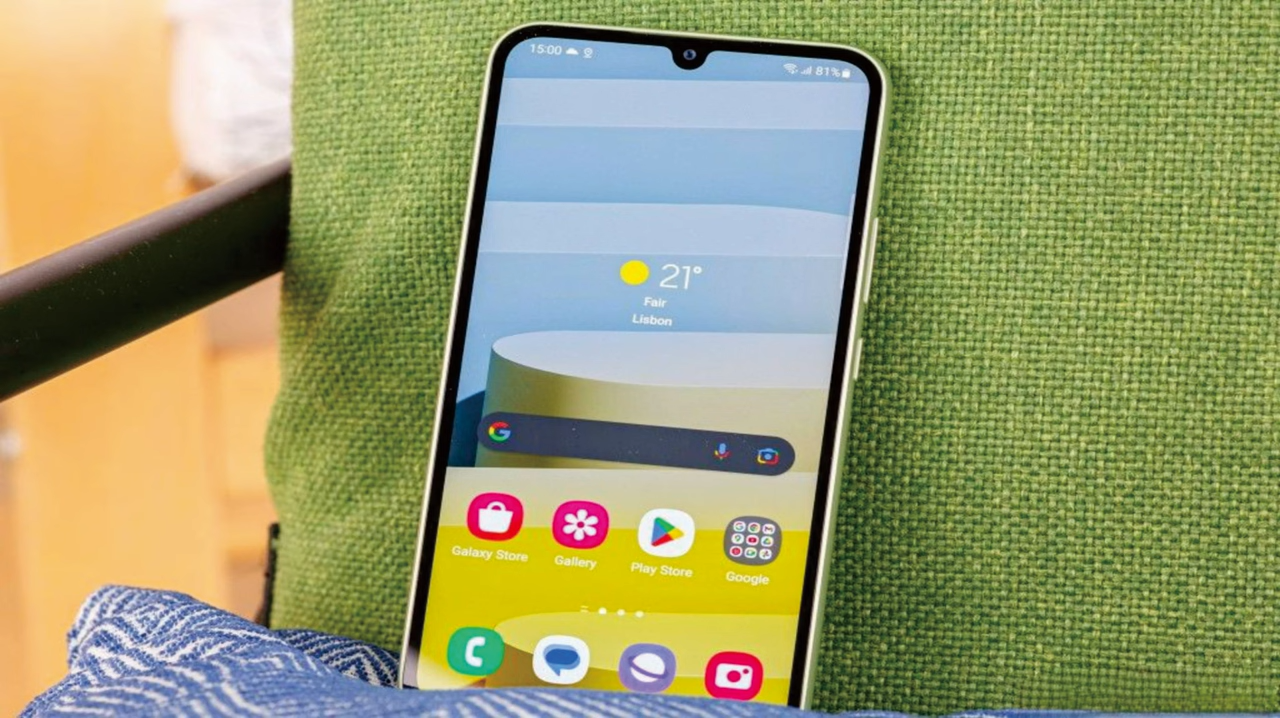 15:00
81%
21°
Fair
Lisbon
Galaxy Store
Gallery
Play Store
Google